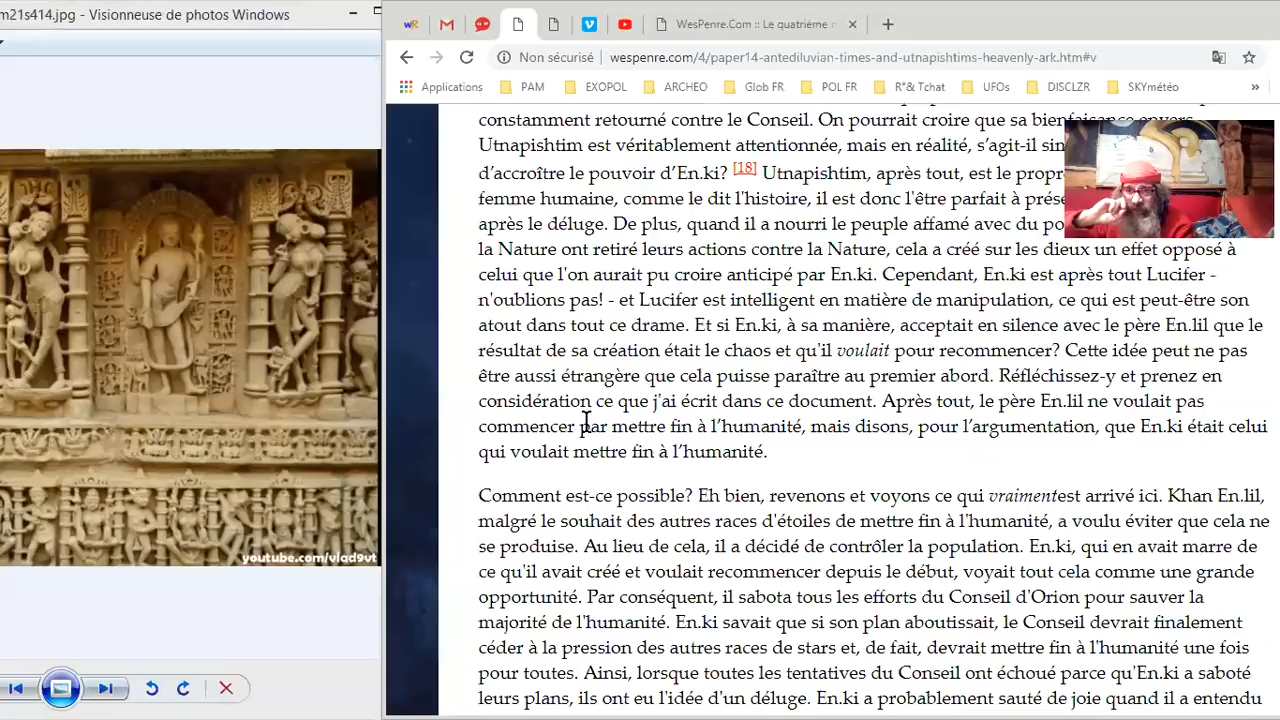 m21s414.jpg - Visionneuse de photos Windows
WesPenre.Com :: Le quatrième
Non sécurisé | wespenre.com/4/paper14-antediluvian-times-and-utnapishtims-heavenly-ark.htm#v
Applications PAM EXOPOL ARCHEO Glob FR POL FR R°& Tchat UFOs DISCLZR SKYmétéo »
constamment retourné contre le Conseil. On pourrait croire que sa bienfaisance envers
Utnapishtim est véritablement attentionnée, mais en réalité, s’agit-il
d’accroître le pouvoir d’En.ki? [18] Utnapishtim, après tout, est le
femme humaine, comme le dit l'histoire, il est donc l'être parfait à
après le déluge. De plus, quand il a nourri le peuple affamé avec du
la Nature ont retiré leurs actions contre la Nature, cela a créé sur les dieux un effet opposé à
celui que l'on aurait pu croire anticipé par En.ki. Cependant, En.ki est après tout Lucifer -
n'oublions pas! - et Lucifer est intelligent en matière de manipulation, ce qui est peut-être son
atout dans tout ce drame. Et si En.ki, à sa manière, acceptait en silence avec le père En.lil que le
résultat de sa création était le chaos et qu'il voulait pour recommencer? Cette idée peut ne pas
être aussi étrangère que cela puisse paraître au premier abord. Réfléchissez-y et prenez en
considération ce que j'ai écrit dans ce document. Après tout, le père En.lil ne voulait pas
commencer par mettre fin à l’humanité, mais disons, pour l’argumentation, que En.ki était celui
qui voulait mettre fin à l’humanité.
Comment est-ce possible? Eh bien, revenons et voyons ce qui vraimentest arrivé ici. Khan En.lil,
malgré le souhait des autres races d'étoiles de mettre fin à l'humanité, a voulu éviter que cela ne
se produise. Au lieu de cela, il a décidé de contrôler la population. En.ki, qui en avait marre de
ce qu'il avait créé et voulait recommencer depuis le début, voyait tout cela comme une grande
opportunité. Par conséquent, il sabota tous les efforts du Conseil d'Orion pour sauver la
majorité de l'humanité. En.ki savait que si son plan aboutissait, le Conseil devrait finalement
céder à la pression des autres races de stars et, de fait, devrait mettre fin à l'humanité une fois
pour toutes. Ainsi, lorsque toutes les tentatives du Conseil ont échoué parce qu'En.ki a saboté
leurs plans, ils ont eu l'idée d'un déluge. En.ki a probablement sauté de joie quand il a entendu
youtube.com/vlad9vt